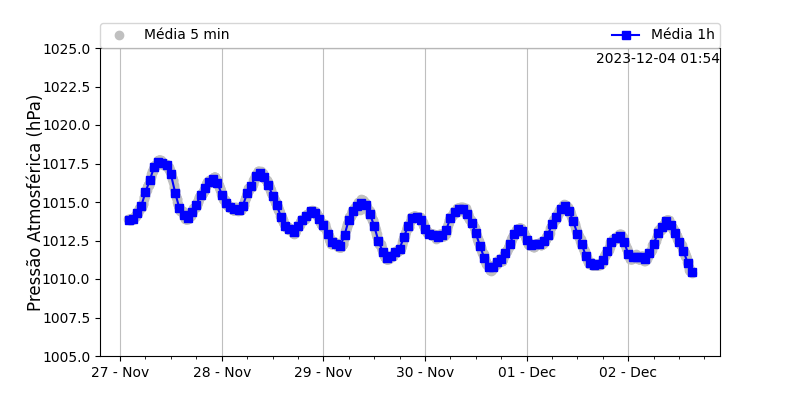 Média 5 min
Média 1h
2023-12-04 01:54
Pressão Atmosférica (hPa)
1025.0
1022.5
1020.0
1017.5
1015.0
1012.5
1010.0
1007.5
1005.0
27 - Nov
28 - Nov
29 - Nov
30 - Nov
01 - Dec
02 - Dec